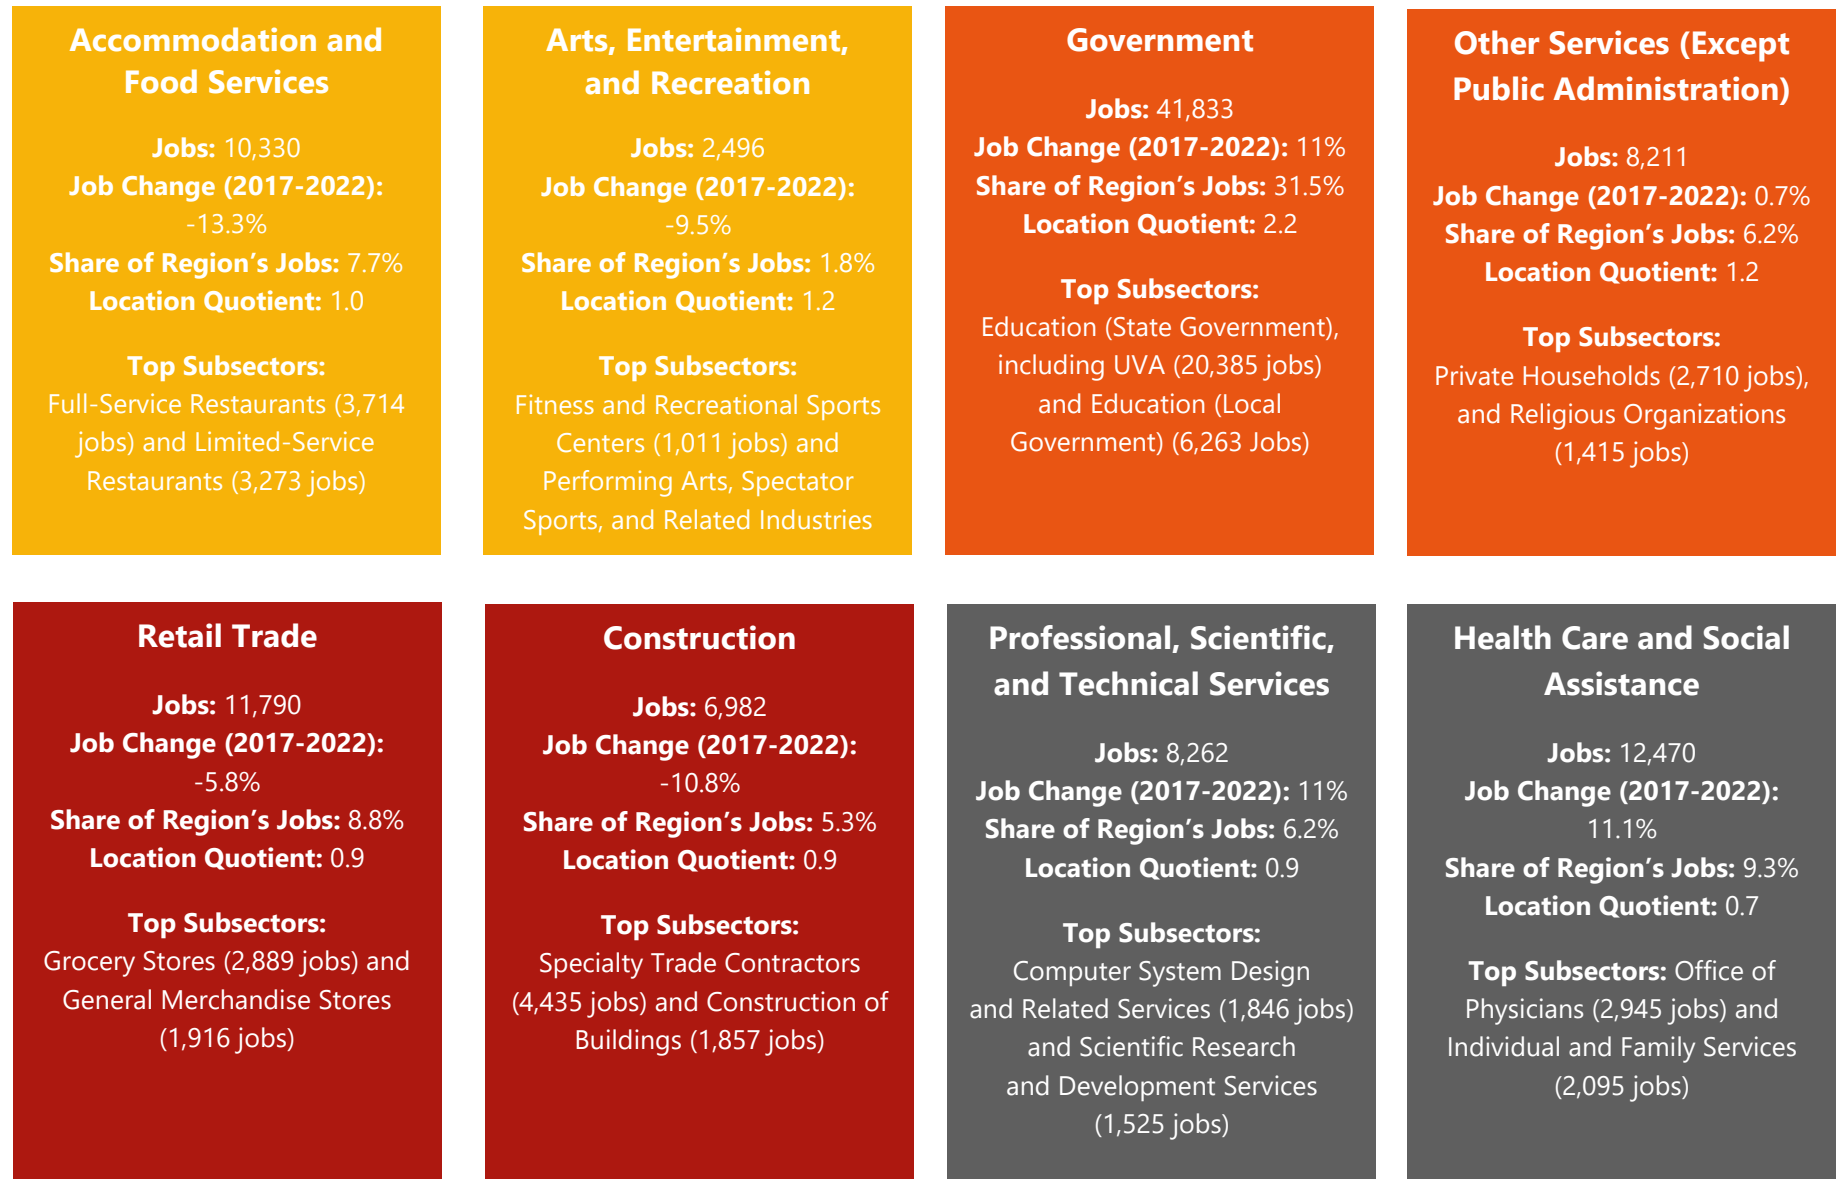 Accommodation and
Food Services
Jobs: 10,330
Job Change (2017-2022):
-13.3%
Share of Region's Jobs: 7.7%
Location Quotient: 1.0
Top Subsectors:
Full-Service Restaurants (3,714
jobs) and Limited-Service
Restaurants (3,273 jobs)
Arts, Entertainment,
and Recreation
Jobs: 2,496
Job Change (2017-2022):
-9.5%
Share of Region's Jobs: 1.8%
Location Quotient: 1.2
Top Subsectors:
Fitness and Recreational Sports
Centers (1,011 jobs) and
Performing Arts, Spectator
Sports, and Related Industries
Government
Jobs: 41,833
Job Change (2017-2022): 11%
Share of Region's Jobs: 31.5%
Location Quotient: 2.2
Top Subsectors:
Education (State Government),
including UVA (20,385 jobs)
and Education (Local
Government) (6,263 Jobs)
Other Services (Except
Public Administration)
Jobs: 8,211
Job Change (2017-2022): 0.7%
Share of Region's Jobs: 6.2%
Location Quotient: 1.2
Top Subsectors:
Private Households (2,710 jobs),
and Religious Organizations
(1,415 jobs)
Retail Trade
Jobs: 11,790
Job Change (2017-2022):
-5.8%
Share of Region's Jobs: 8.8%
Location Quotient: 0.9
Top Subsectors:
Grocery Stores (2,889 jobs) and
General Merchandise Stores
(1,916 jobs)
Construction
Jobs: 6,982
Job Change (2017-2022):
-10.8%
Share of Region's Jobs: 5.3%
Location Quotient: 0.9
Top Subsectors:
Specialty Trade Contractors
(4,435 jobs) and Construction of
Buildings (1,857 jobs)
Professional, Scientific,
and Technical Services
Jobs: 8,262
Job Change (2017-2022): 11%
Share of Region's Jobs: 6.2%
Location Quotient: 0.9
Top Subsectors:
Computer System Design
and Related Services (1,846 jobs)
and Scientific Research
and Development Services
(1,525 jobs)
Health Care and Social
Assistance
Jobs: 12,470
Job Change (2017-2022):
11.1%
Share of Region's Jobs: 9.3%
Location Quotient: 0.7
Top Subsectors: Office of
Physicians (2,945 jobs) and
Individual and Family Services
(2,095 jobs)